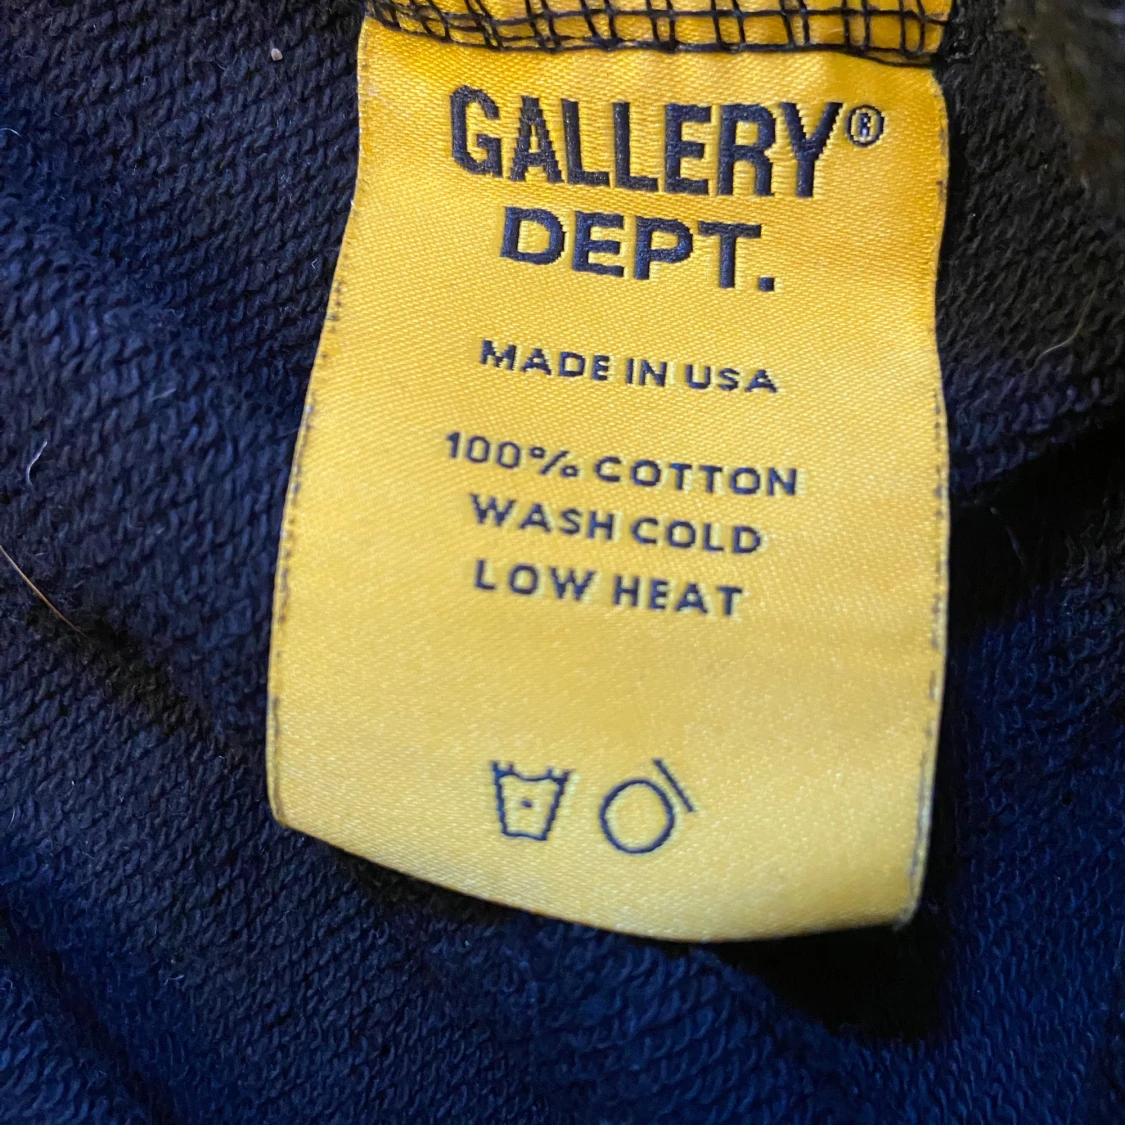 GALLERY®
DEPT.
MADE IN USA
100% COTTON
WASH COLD
LOW HEAT